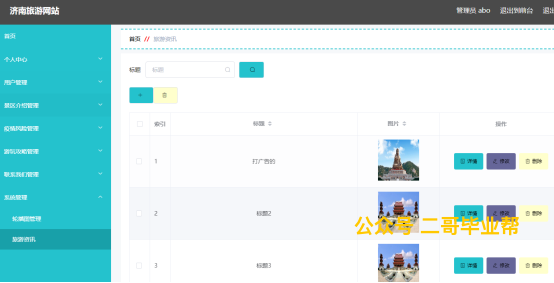 济南旅游网站
管理员 abo 退出到前台 退出
首页
个人中心
用户管理
景区介绍管理
疫情风险管理
游玩攻略管理
联系我们管理
系统管理
轮播图管理
旅游资讯
首页 // 旅游资讯
标题 标题
索引 标题 图片 操作
1 打广告的 详情 修改 删除
2 标题2 详情 修改 删除
3 标题3 详情 修改 删除
公众号 二哥毕业帮